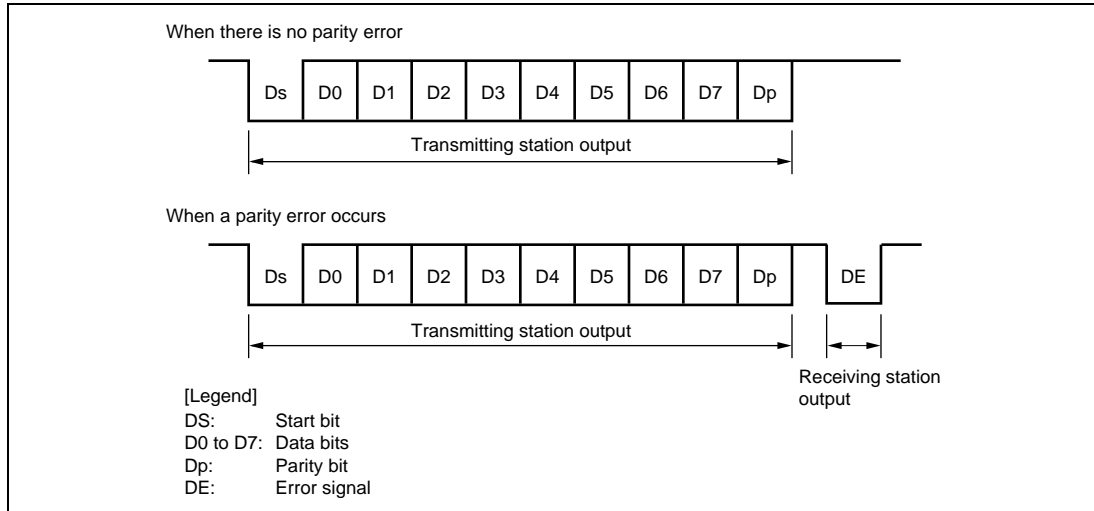 When there is no parity error
Ds D0 D1 D2 D3 D4 D5 D6 D7 Dp
Transmitting station output
When a parity error occurs
Ds D0 D1 D2 D3 D4 D5 D6 D7 Dp DE
Transmitting station output
Receiving station
output
[Legend]
DS: Start bit
D0 to D7: Data bits
Dp: Parity bit
DE: Error signal